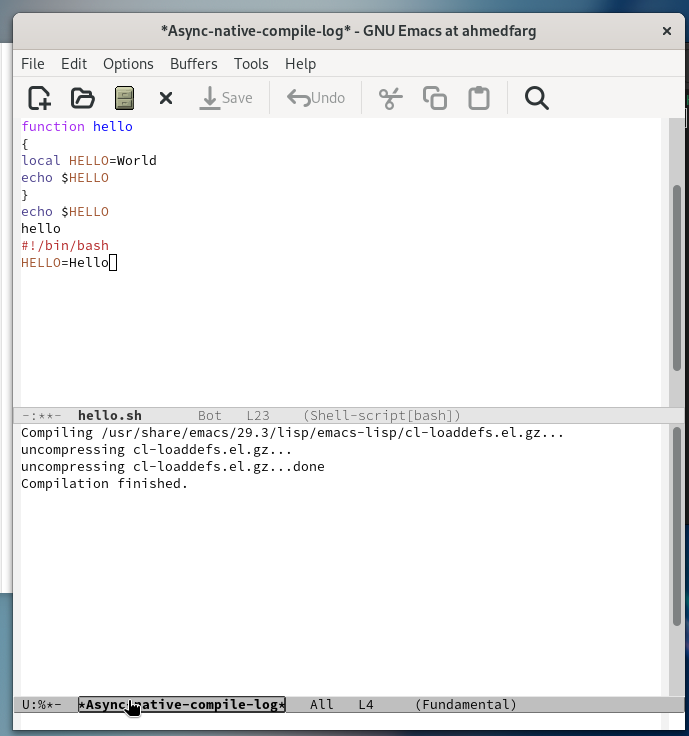 *Async-native-compile-log* - GNU Emacs at ahmedfarg
File Edit Options Buffers Tools Help
Save Undo
function hello
{
local HELLO=World
echo $HELLO
}
echo $HELLO
hello
#!/bin/bash
HELLO=Hello
-:**- hello.sh Bot L23 (Shell-script[bash])
Compiling /usr/share/emacs/29.3/lisp/emacs-lisp/cl-loaddefs.el.gz...
uncompressing cl-loaddefs.el.gz...
uncompressing cl-loaddefs.el.gz...done
Compilation finished.
U:%*- *Async-native-compile-log* All L4 (Fundamental)